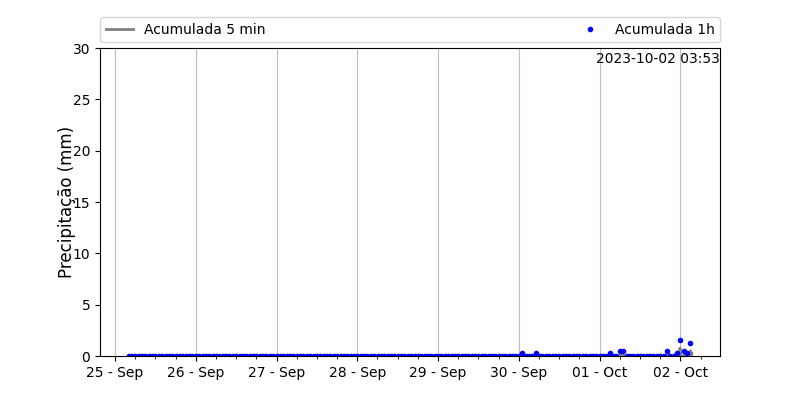 Acumulada 5 min
Acumulada 1h
2023-10-02 03:53
Precipitação (mm)
30
25
20
15
10
5
0
25 - Sep
26 - Sep
27 - Sep
28 - Sep
29 - Sep
30 - Sep
01 - Oct
02 - Oct